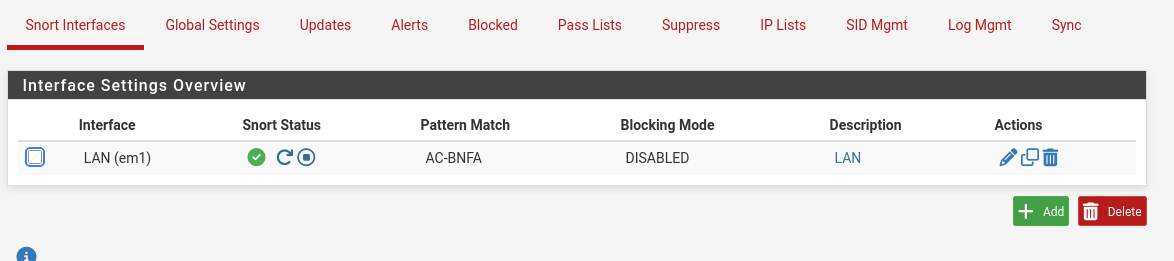 Snort Interfaces Global Settings Updates Alerts Blocked Pass Lists Suppress IP Lists SID Mgmt Log Mgmt Sync
Interface Settings Overview
Interface Snort Status Pattern Match Blocking Mode Description Actions
LAN (em1) AC-BNFA DISABLED LAN
Add Delete